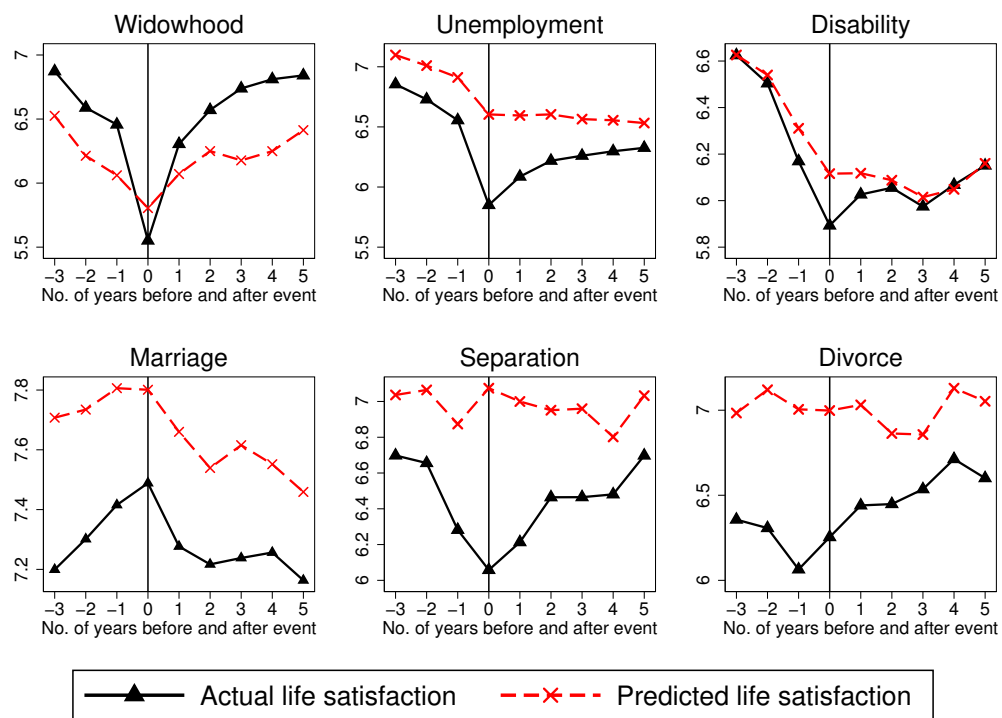 Widowhood Unemployment Disability
7
6.5
6
5.5
−3 −2 −1 0 1 2 3 4 5
No. of years before and after event
7
6.5
6
5.5
−3 −2 −1 0 1 2 3 4 5
No. of years before and after event
6.6
6.4
6.2
6
5.8
−3 −2 −1 0 1 2 3 4 5
No. of years before and after event
Marriage Separation Divorce
7.8
7.6
7.4
7.2
−3 −2 −1 0 1 2 3 4 5
No. of years before and after event
7
6.8
6.6
6.4
6.2
6
−3 −2 −1 0 1 2 3 4 5
No. of years before and after event
7
6.5
6
−3 −2 −1 0 1 2 3 4 5
No. of years before and after event
Actual life satisfaction Predicted life satisfaction